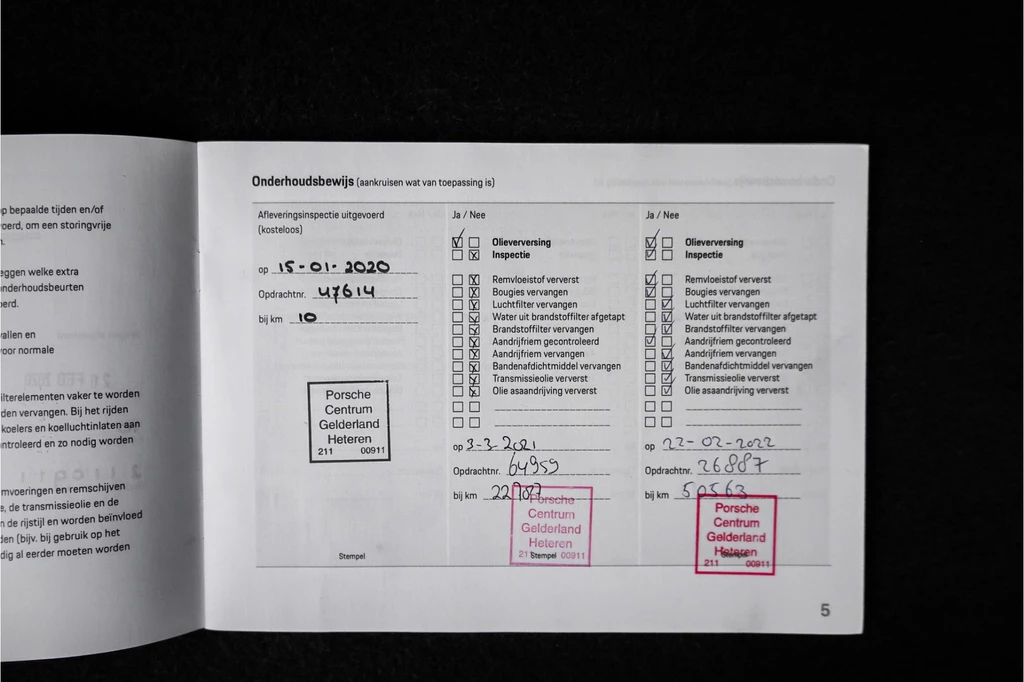 p bepaalde tijden en/of
oerd, om een storingvrije
n.
eggen welke extra
nderhoudsbeurten
erd.
vallen en
oor normale
ilterelementen vaker te worden
den vervangen. Bij het rijden
koelers en koelluchtinlaten aan
ntroleerd en zo nodig worden
mvoeringen en remschijven
e, de transmissieolie en de
n de rijstijl en worden beïnvloed
den (bijv. bij gebruik op het
dig al eerder moeten worden
Onderhoudsbewijs (aankruisen wat van toepassing is)
Afleveringsinspectie uitgevoerd
(kosteloos)
op 15-01-2020
Opdrachtnr. 47614
bij km 10
Porsche
Centrum
Gelderland
Heteren
211 00911
Stempel
Ja / Nee
Olieverversing
Inspectie
Remvloeistof ververst
Bougies vervangen
Luchtfilter vervangen
Water uit brandstoffilter afgetapt
Brandstoffilter vervangen
Aandrijfriem gecontroleerd
Aandrijfriem vervangen
Bandenafdichtmiddel vervangen
Transmissieolie ververst
Olie asaandrijving ververst
op 3-3-2021
Opdrachtnr. 64959
bij km 22787
Porsche
Centrum
Gelderland
Heteren
21 Stempel 00911
Ja / Nee
Olieverversing
Inspectie
Remvloeistof ververst
Bougies vervangen
Luchtfilter vervangen
Water uit brandstoffilter afgetapt
Brandstoffilter vervangen
Aandrijfriem gecontroleerd
Aandrijfriem vervangen
Bandenafdichtmiddel vervangen
Transmissieolie ververst
Olie asaandrijving ververst
op 22-02-2022
Opdrachtnr. 26887
bij km 50563
Porsche
Centrum
Gelderland
Heteren
211 00911
5